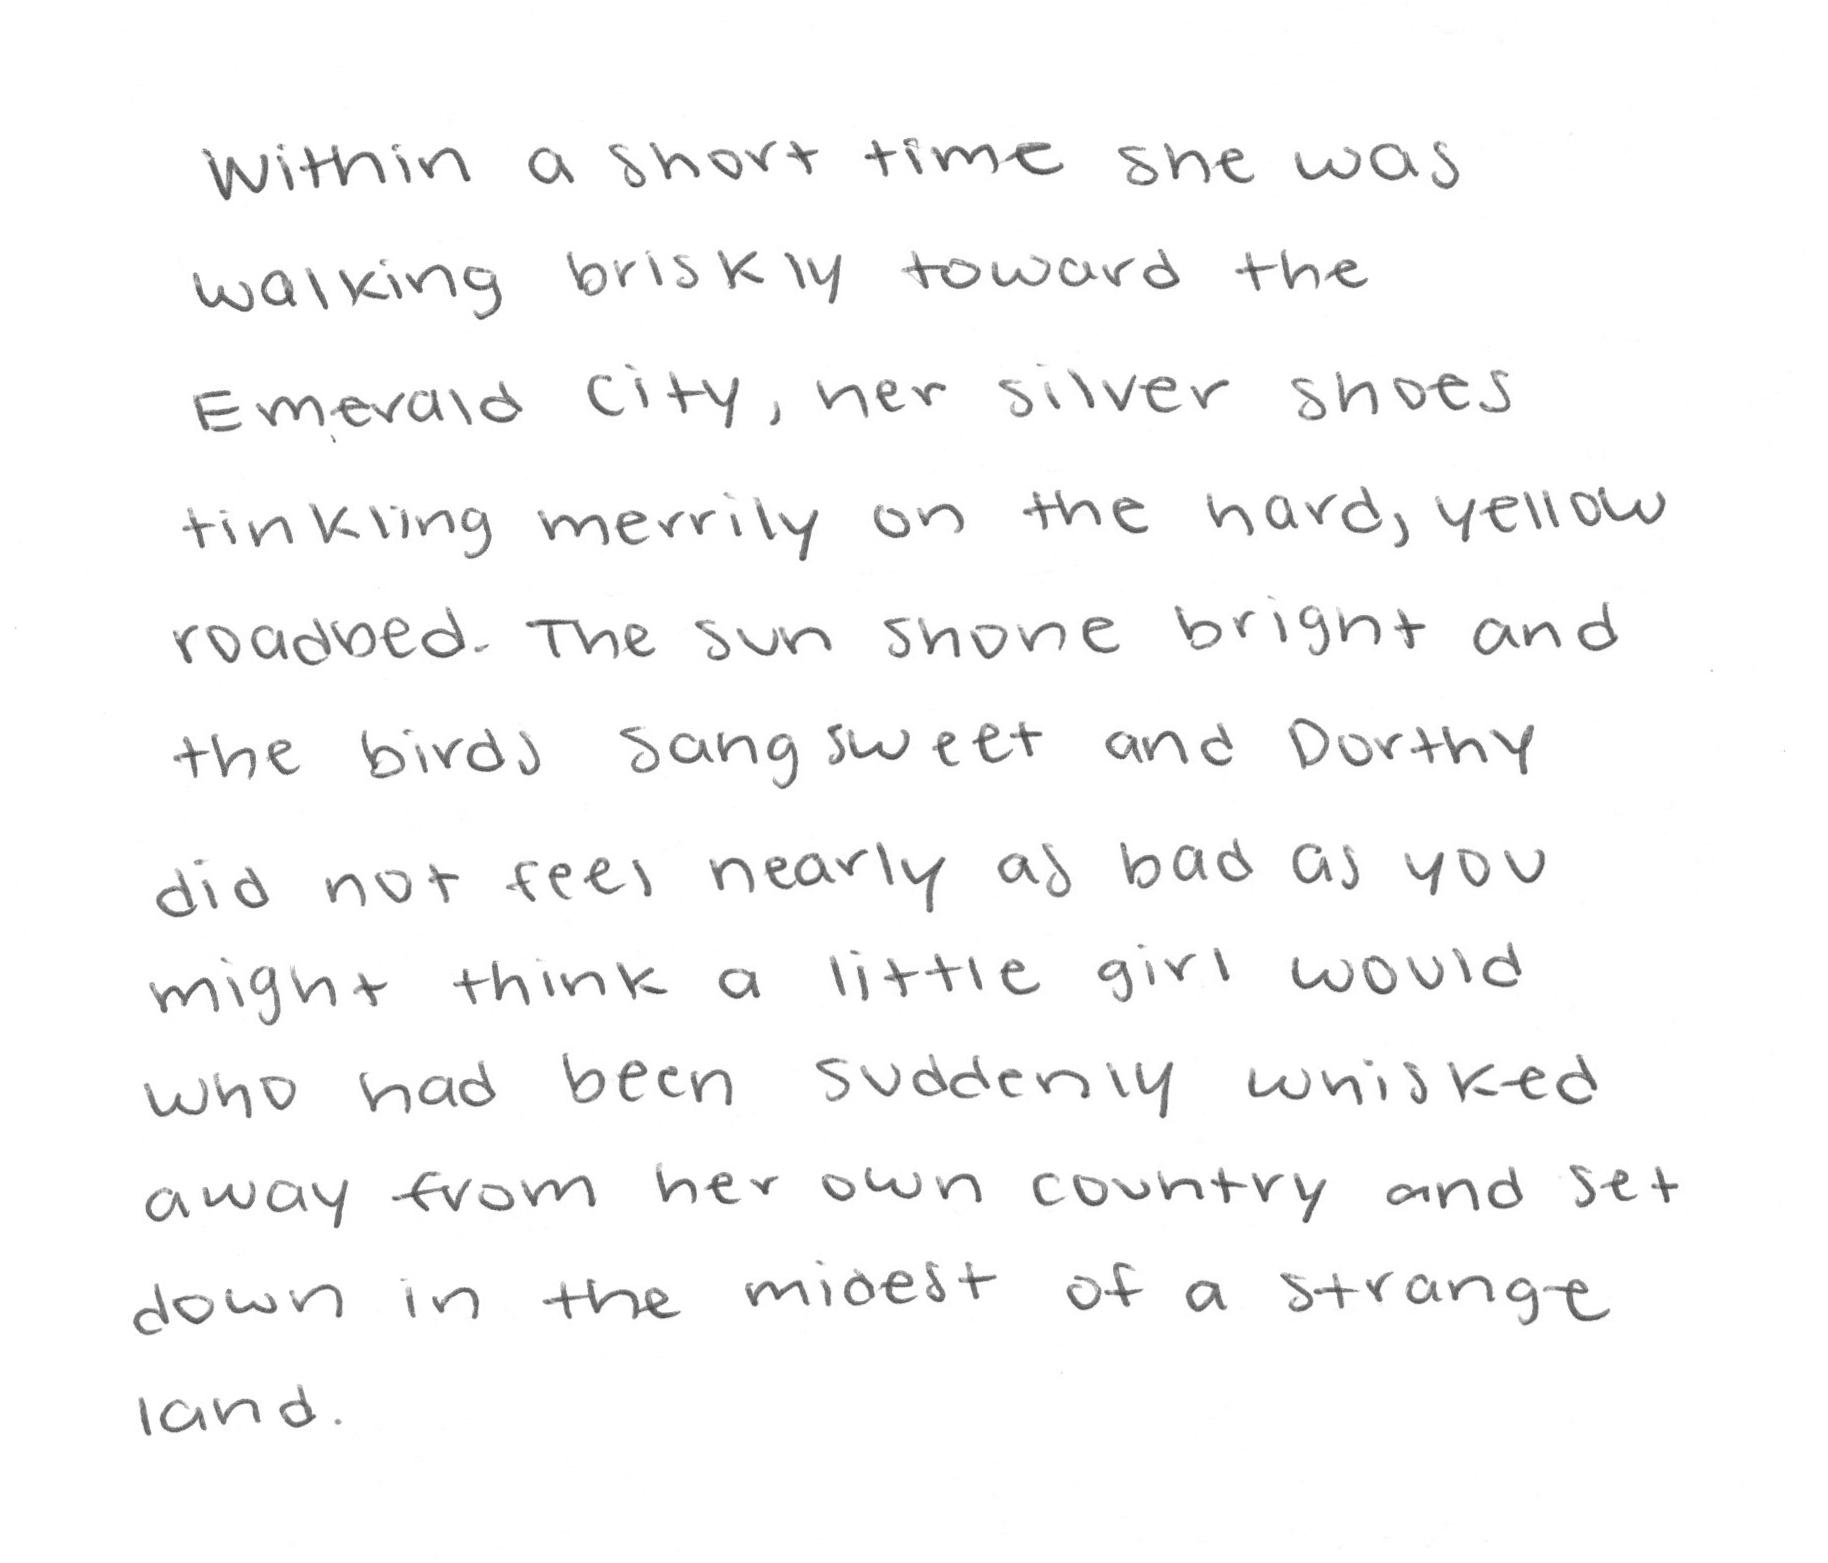 Within a short time she was
walking briskly toward the
Emerald City, her silver shoes
tinkling merrily on the hard, yellow
roadbed. The sun shone bright and
the birds sang sweet and Dorthy
did not feel nearly as bad as you
might think a little girl would
who had been suddenly whisked
away from her own country and set
down in the midest of a strange
land.